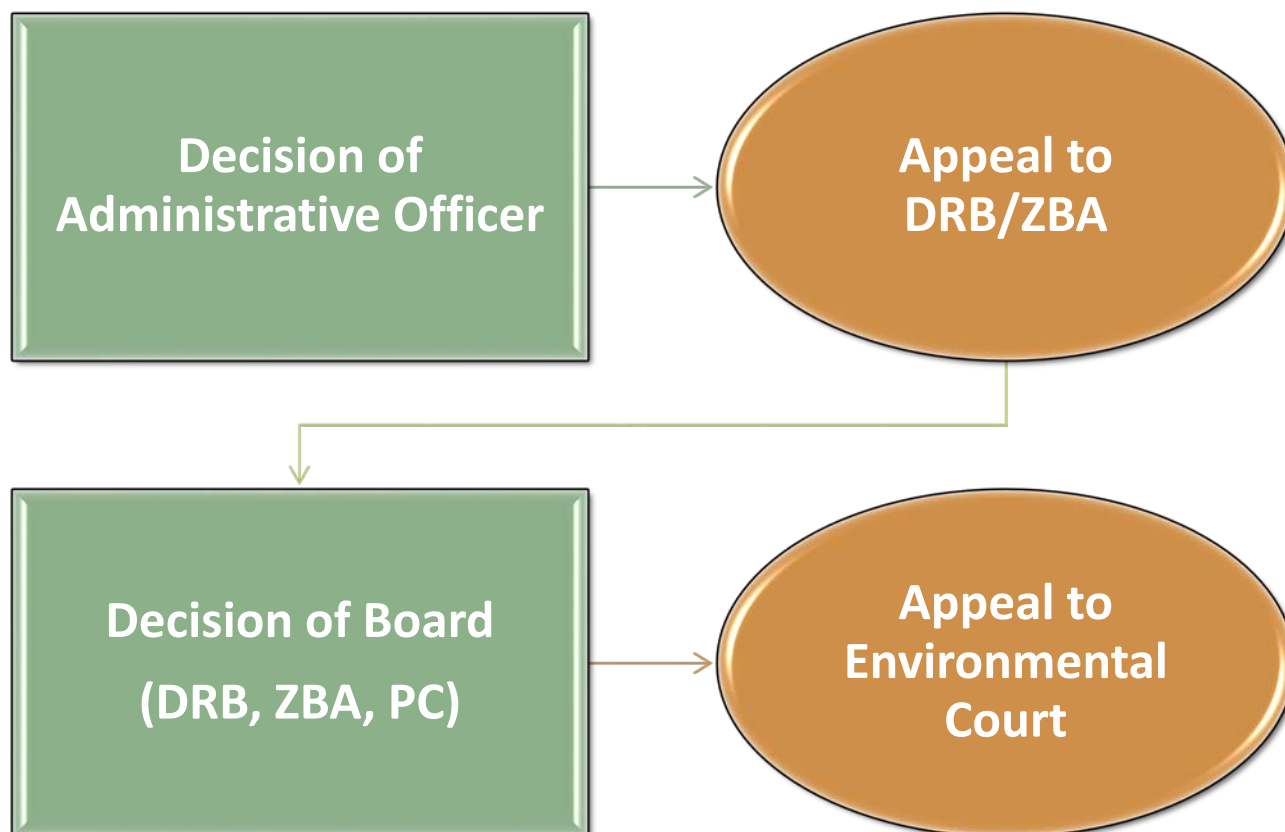 Decision of
Administrative Officer
Appeal to
DRB/ZBA
Decision of Board
(DRB, ZBA, PC)
Appeal to
Environmental
Court